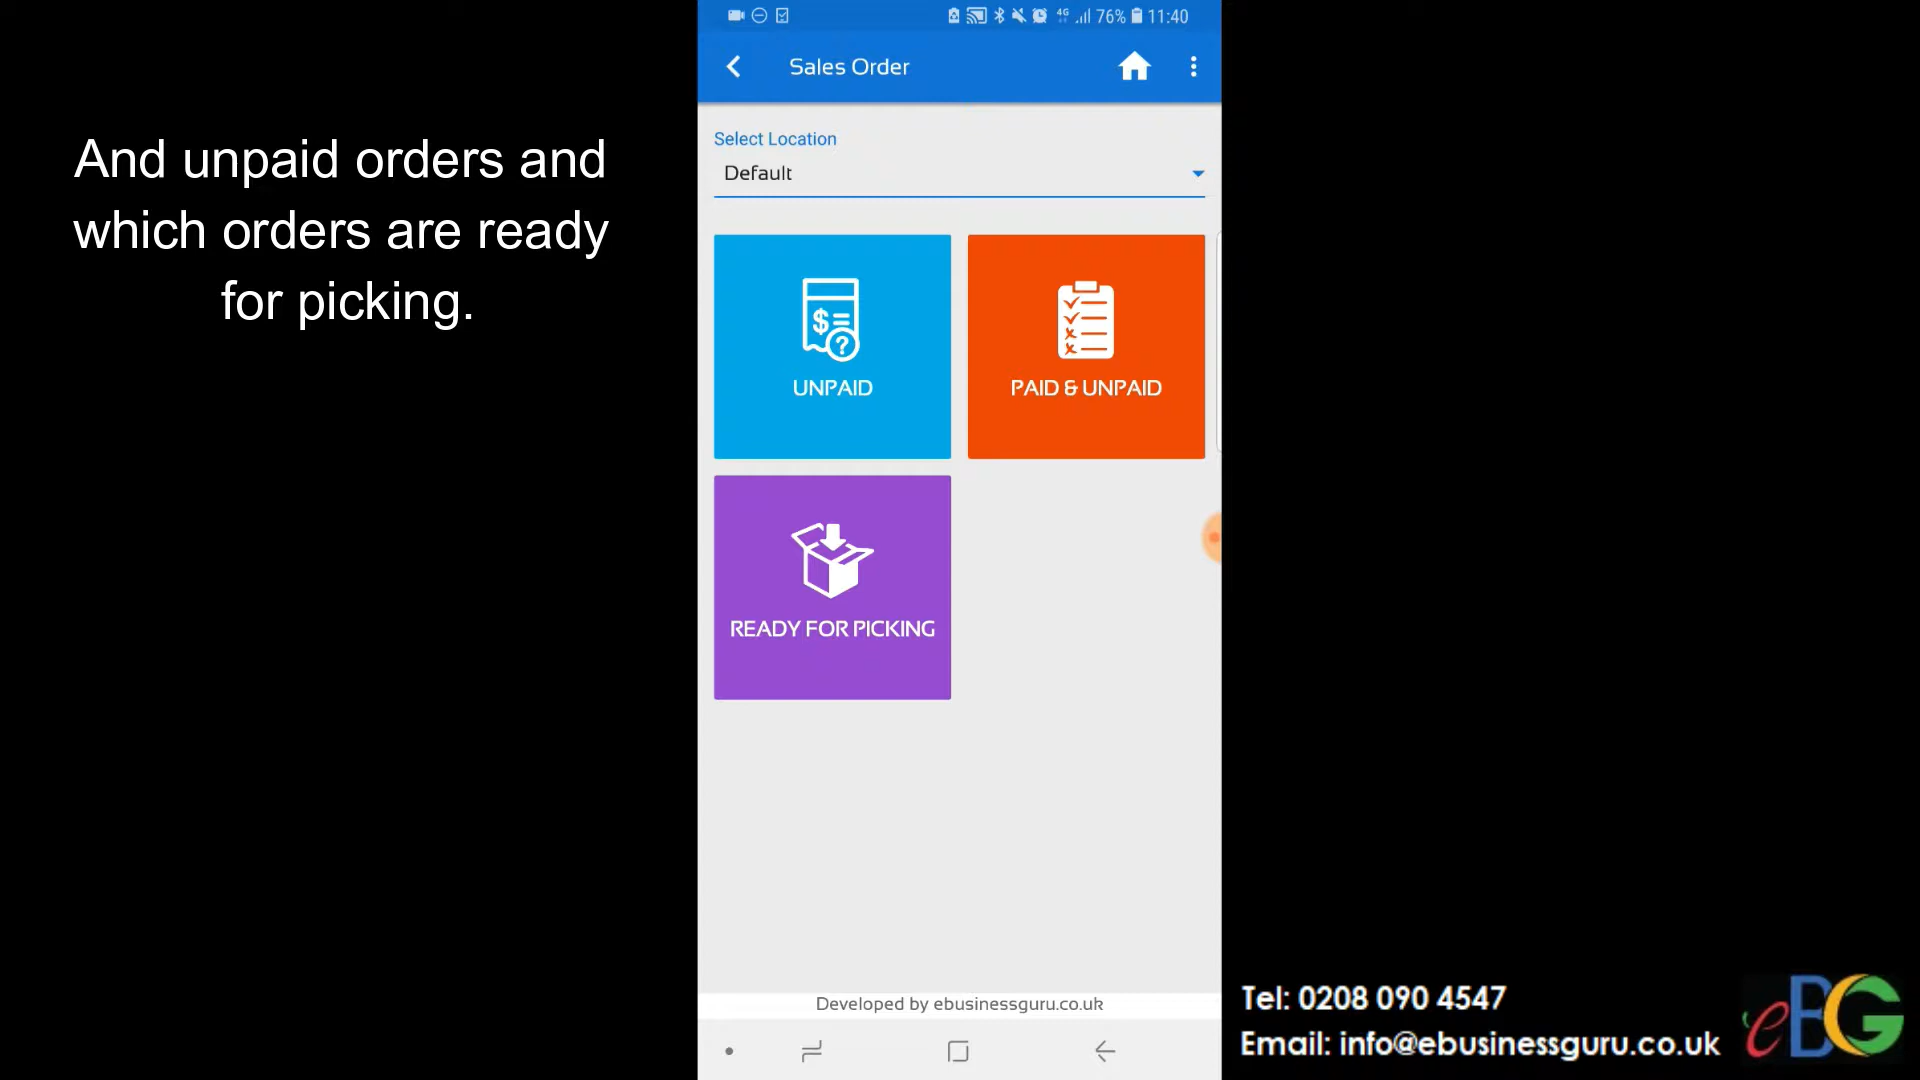 4G 76% 11:40
Sales Order
And unpaid orders and
which orders are ready
for picking.
Select Location
Default
UNPAID
PAID & UNPAID
READY FOR PICKING
Developed by ebusinessguru.co.uk
Tel: 0208 090 4547
Email: info@ebusinessguru.co.uk
eBG